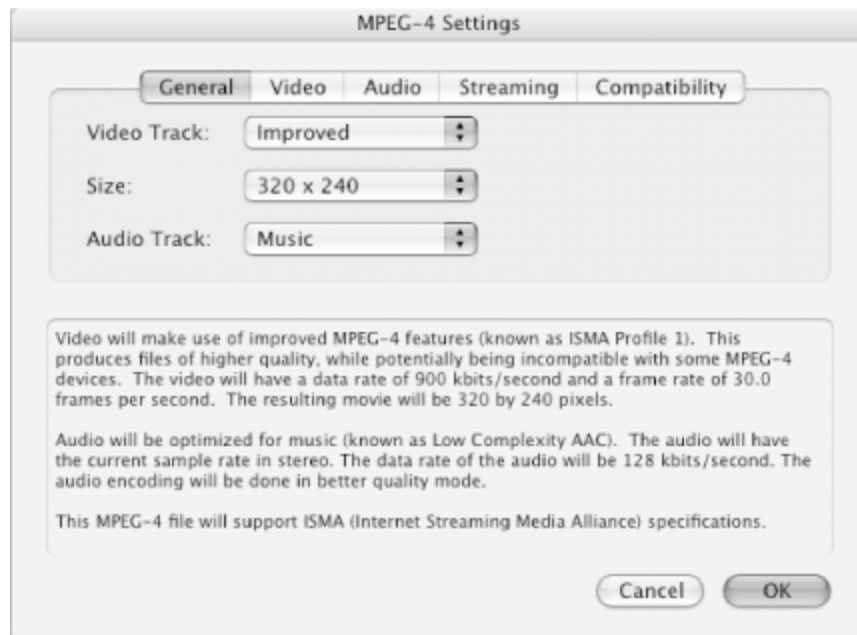 MPEG-4 Settings
General Video Audio Streaming Compatibility
Video Track: Improved
Size: 320 x 240
Audio Track: Music
Video will make use of improved MPEG-4 features (known as ISMA Profile 1). This
produces files of higher quality, while potentially being incompatible with some MPEG-4
devices. The video will have a data rate of 900 kbits/second and a frame rate of 30.0
frames per second. The resulting movie will be 320 by 240 pixels.
Audio will be optimized for music (known as Low Complexity AAC). The audio will have
the current sample rate in stereo. The data rate of the audio will be 128 kbits/second. The
audio encoding will be done in better quality mode.
This MPEG-4 file will support ISMA (Internet Streaming Media Alliance) specifications.
Cancel OK